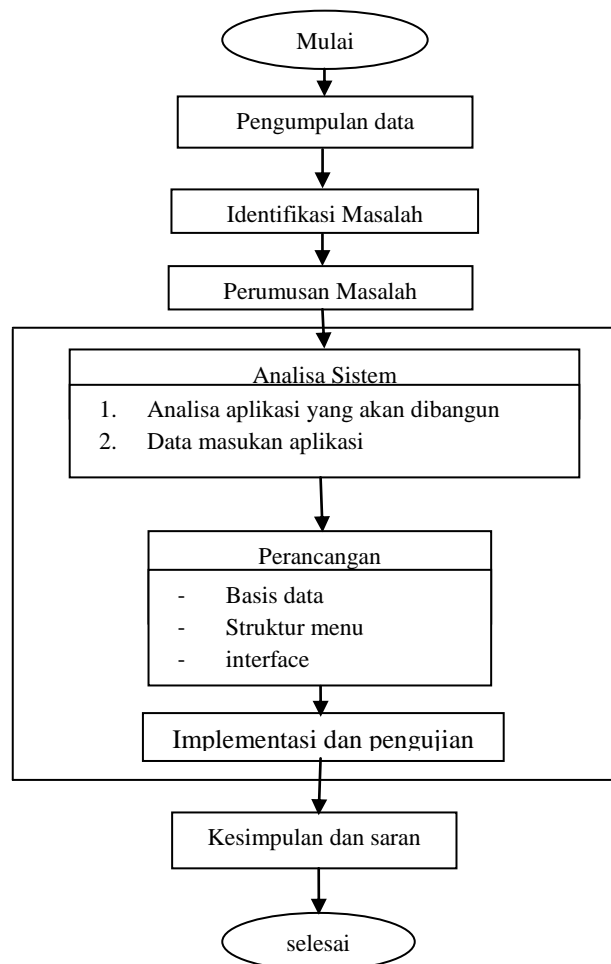 Mulai
Pengumpulan data
Identifikasi Masalah
Perumusan Masalah
Analisa Sistem
1. Analisa aplikasi yang akan dibangun
2. Data masukan aplikasi
Perancangan
- Basis data
- Struktur menu
- interface
Implementasi dan pengujian
Kesimpulan dan saran
selesai